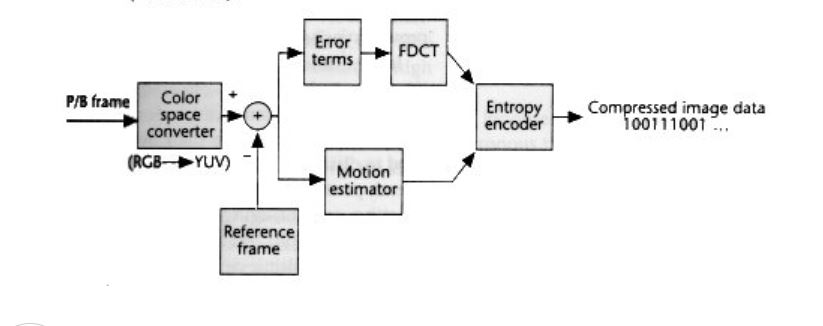 P/B frame
Color
space
converter
(RGB→YUV)
+
+
−
Reference
frame
Error
terms
FDCT
Motion
estimator
Entropy
encoder
Compressed image data
100111001 ...